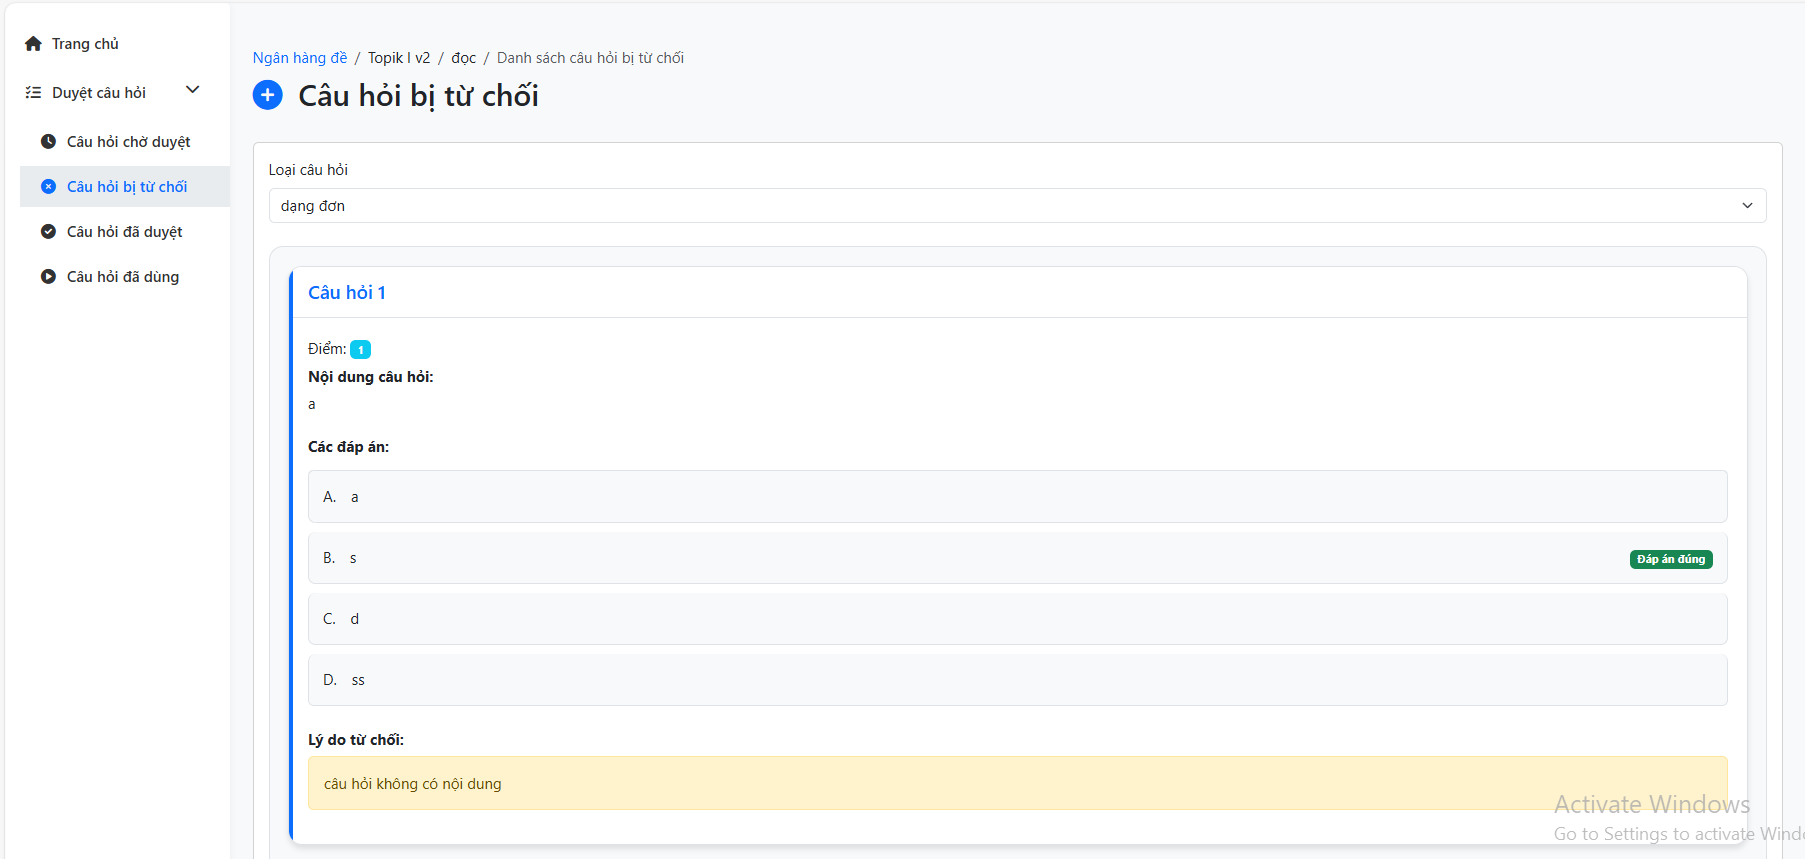 Trang chủ
Duyệt câu hỏi
Câu hỏi chờ duyệt
Câu hỏi bị từ chối
Câu hỏi đã duyệt
Câu hỏi đã dùng
Ngân hàng đề / Topik I v2 / đọc / Danh sách câu hỏi bị từ chối
Câu hỏi bị từ chối
Loại câu hỏi
dạng đơn
Câu hỏi 1
Điểm: 1
Nội dung câu hỏi:
a
Các đáp án:
A. a
B. s Đáp án đúng
C. d
D. ss
Lý do từ chối:
câu hỏi không có nội dung
Activate Windows
Go to Settings to activate Windo